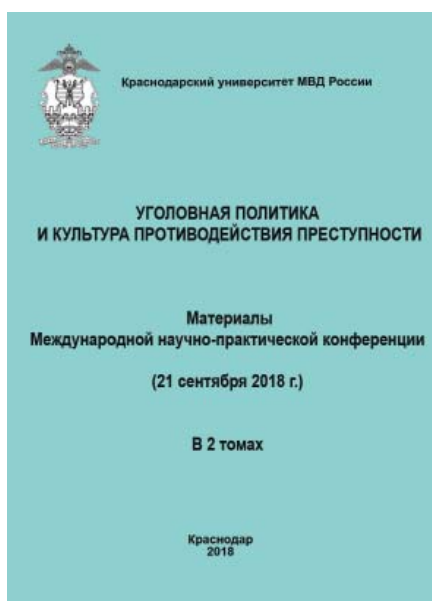 Краснодарский университет МВД России
УГОЛОВНАЯ ПОЛИТИКА
И КУЛЬТУРА ПРОТИВОДЕЙСТВИЯ ПРЕСТУПНОСТИ
Материалы
Международной научно-практической конференции
(21 сентября 2018 г.)
В 2 томах
Краснодар
2018